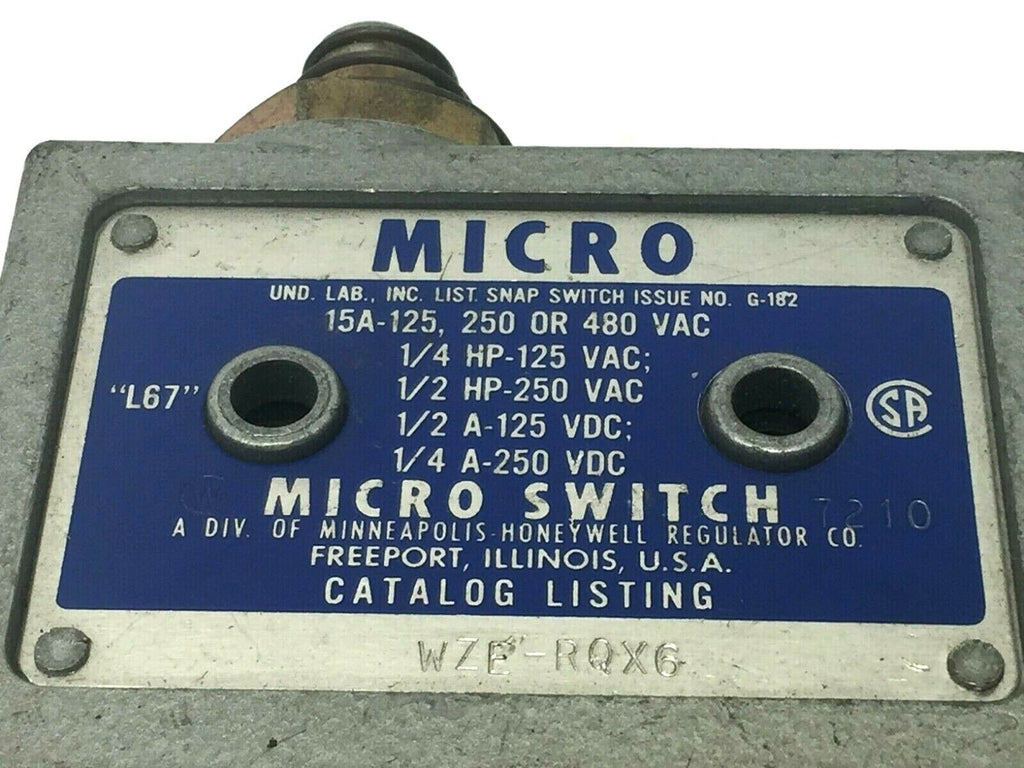 MICRO
UND. LAB., INC. LIST. SNAP SWITCH ISSUE NO. G-182
15A-125, 250 OR 480 VAC
1/4 HP-125 VAC;
1/2 HP-250 VAC
"L67"
SA
1/2 A-125 VDC;
1/4 A-250 VDC
MICRO SWITCH 7210
A DIV. OF MINNEAPOLIS-HONEYWELL REGULATOR CO.
FREEPORT, ILLINOIS, U.S.A.
CATALOG LISTING
WZE-RQX6